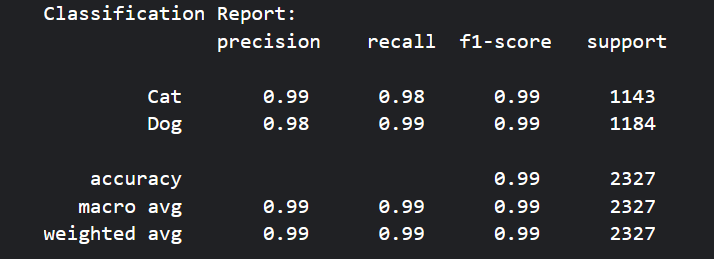 Classification Report:
precision recall f1-score support
Cat 0.99 0.98 0.99 1143
Dog 0.98 0.99 0.99 1184
accuracy 0.99 2327
macro avg 0.99 0.99 0.99 2327
weighted avg 0.99 0.99 0.99 2327